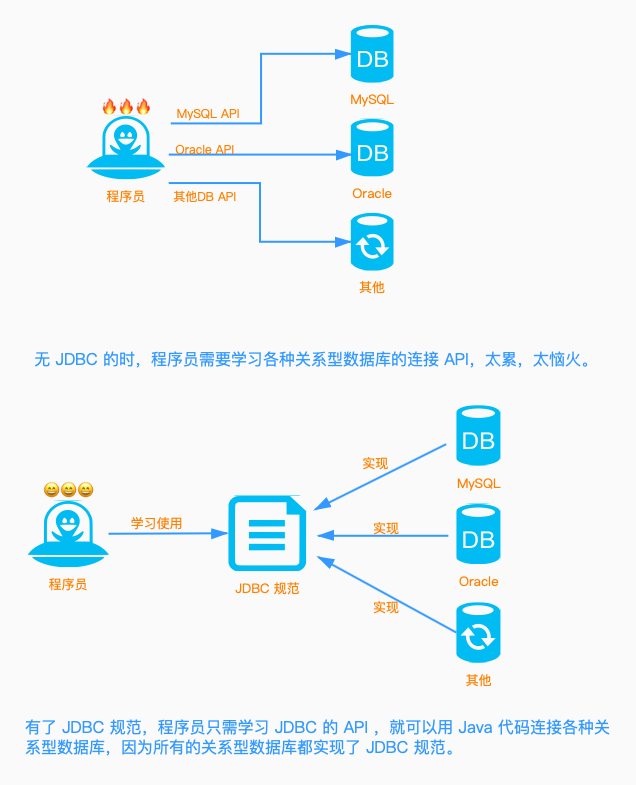 DB
MySQL
MySQL API
DB
Oracle API
Oracle
程序员
其他DB API
其他
无 JDBC 的时，程序员需要学习各种关系型数据库的连接 API，太累，太恼火。
DB
MySQL
实现
学习使用
实现
DB
Oracle
程序员
JDBC 规范
实现
其他
有了 JDBC 规范，程序员只需学习 JDBC 的 API ，就可以用 Java 代码连接各种关
系型数据库，因为所有的关系型数据库都实现了 JDBC 规范。